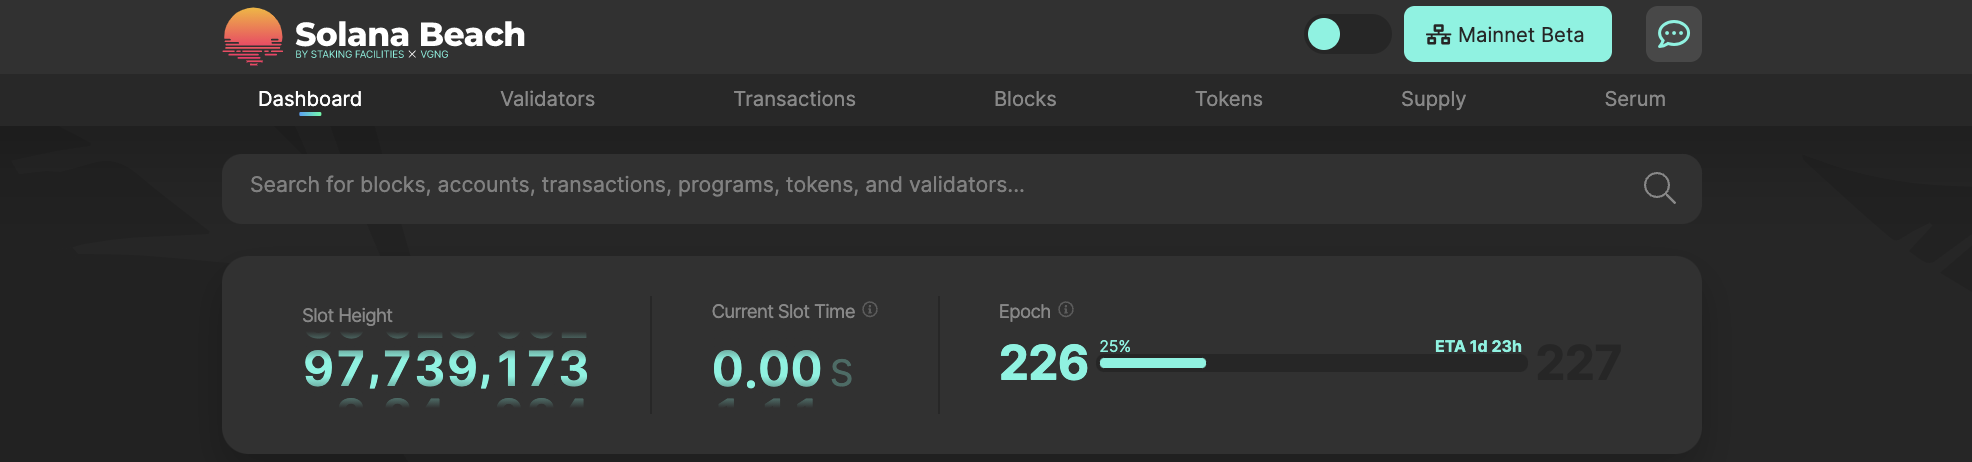 Solana Beach
BY STAKING FACILITIES × VGNG
Mainnet Beta
Dashboard Validators Transactions Blocks Tokens Supply Serum
Search for blocks, accounts, transactions, programs, tokens, and validators...
Slot Height
97,739,173
Current Slot Time
0.00 S
Epoch
226
25%
ETA 1d 23h
227